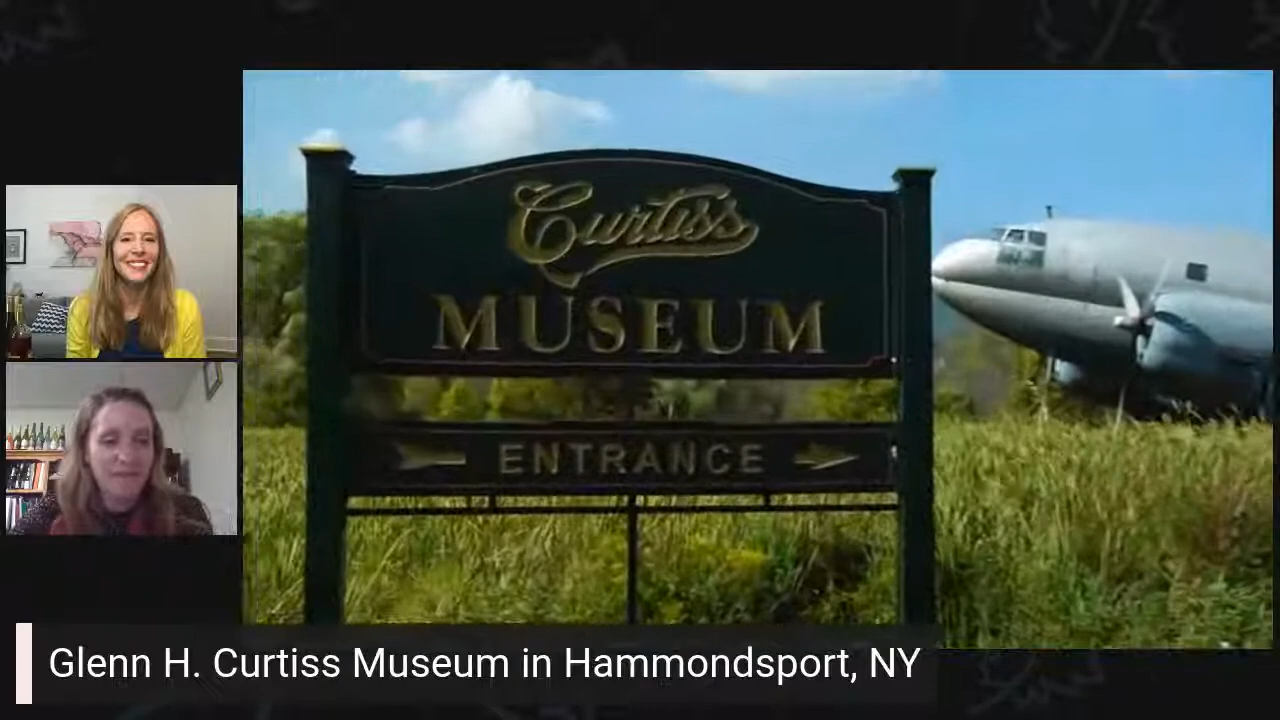 Curtiss
MUSEUM
ENTRANCE
Glenn H. Curtiss Museum in Hammondsport, NY